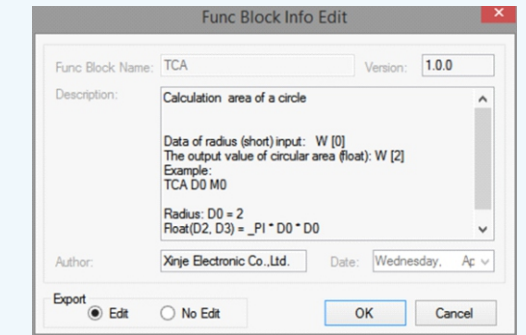 Func Block Info Edit
Func Block Name: TCA Version: 1.0.0
Description: Calculation area of a circle
Data of radius (short) input: W [0]
The output value of circular area (float): W [2]
Example:
TCA D0 M0
Radius: D0 = 2
Float(D2, D3) = _PI * D0 * D0
Author: Xinje Electronic Co.,Ltd. Date: Wednesday, Ap
Export
Edit No Edit OK Cancel